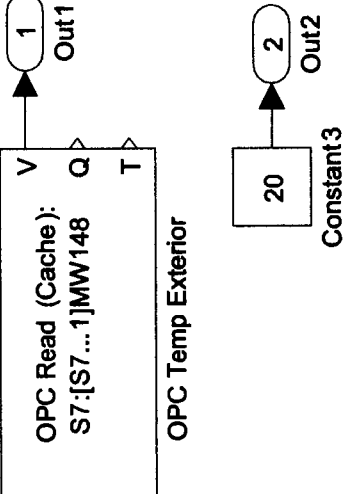 OPC Read (Cache):
S7:[S7...1]MW148
V
Q
T
OPC Temp Exterior
1
Out1
20
Constant3
2
Out2